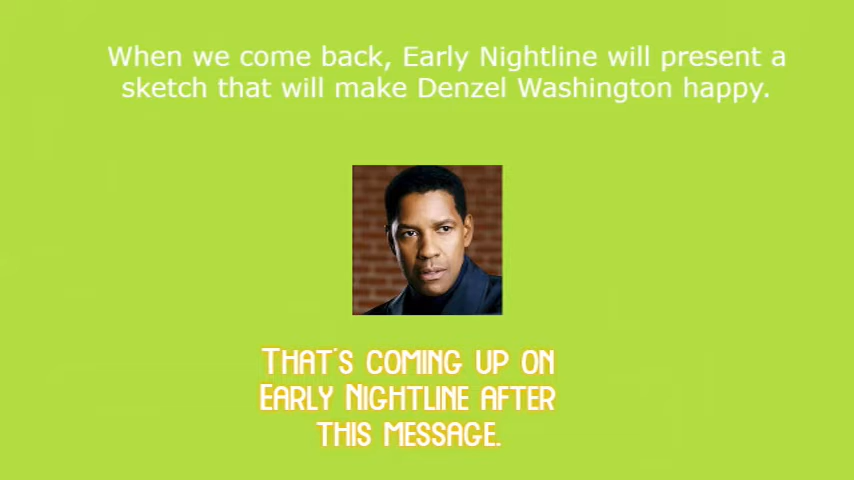 When we come back, Early Nightline will present a
sketch that will make Denzel Washington happy.
THAT'S COMING UP ON
EARLY NIGHTLINE AFTER
THIS MESSAGE.